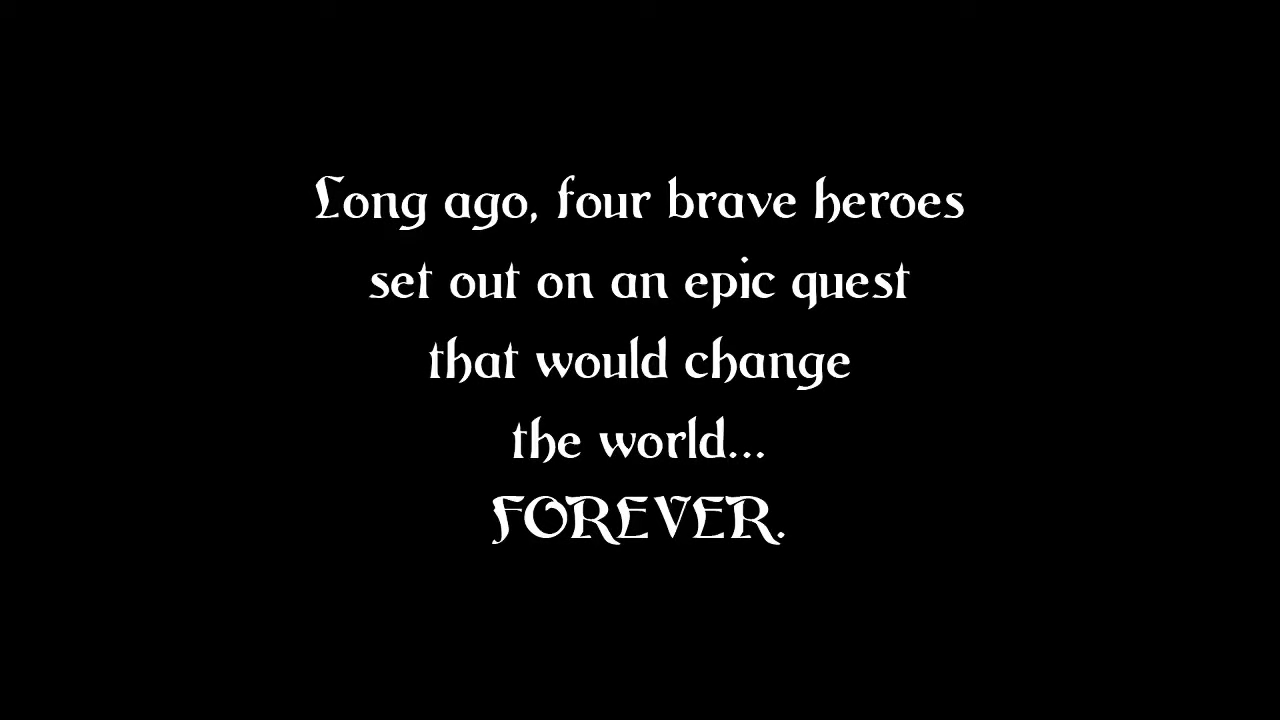 Long ago, four brave heroes
set out on an epic quest
that would change
the world...
FOREVER.